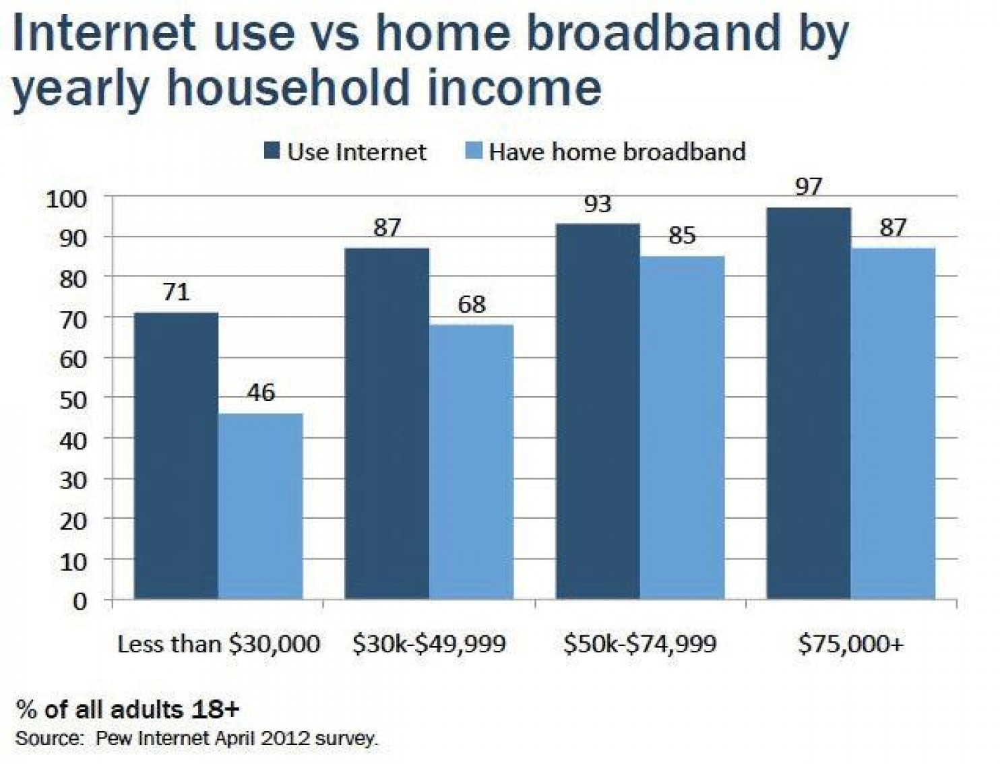 Internet use vs home broadband by
yearly household income
Use Internet
Have home broadband
100
90
80
70
60
50
40
30
20
10
0
71
46
87
68
93
85
97
87
Less than $30,000
$30k-$49,999
$50k-$74,999
$75,000+
% of all adults 18+
Source: Pew Internet April 2012 survey.